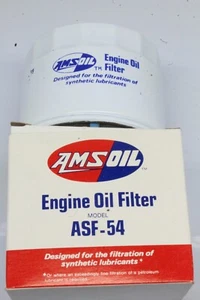 AMSOIL
TM
Engine Oil
Filter
Designed for the filtration of
synthetic lubricants
AMSOIL
Engine Oil Filter
MODEL
ASF-54
Designed for the filtration of
synthetic lubricants*